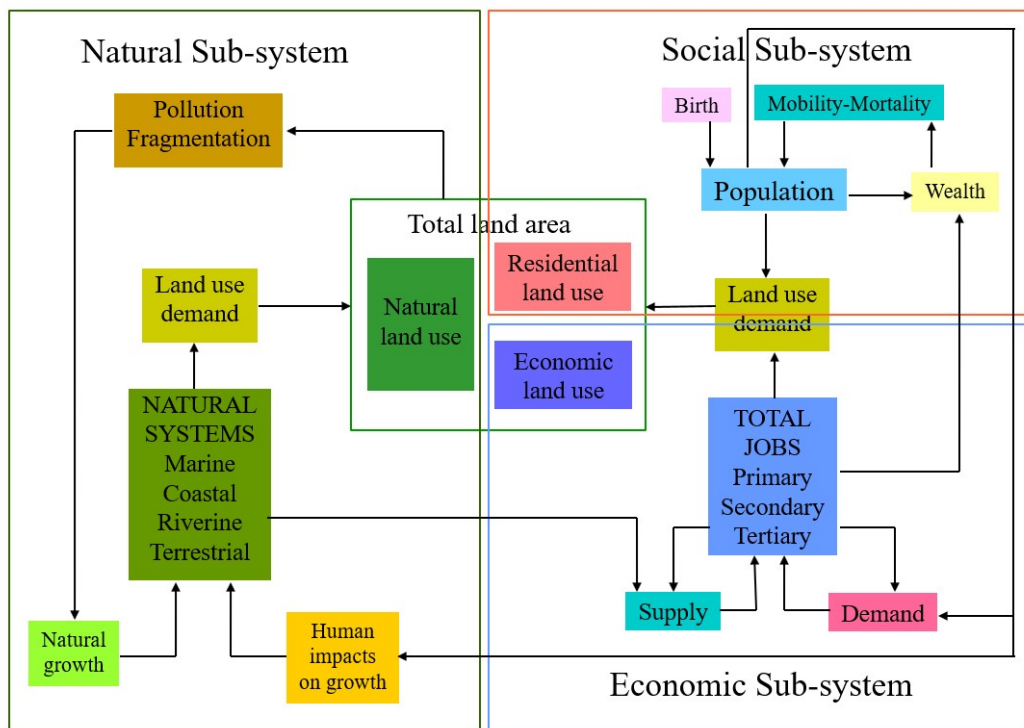 Natural Sub-system
Social Sub-system
Pollution
Fragmentation
Birth
Mobility-Mortality
Population
Wealth
Total land area
Residential
land use
Land use
demand
Natural
land use
Land use
demand
Economic
land use
NATURAL
SYSTEMS
Marine
Coastal
Riverine
Terrestrial
TOTAL
JOBS
Primary
Secondary
Tertiary
Supply
Demand
Natural
growth
Human
impacts
on growth
Economic Sub-system